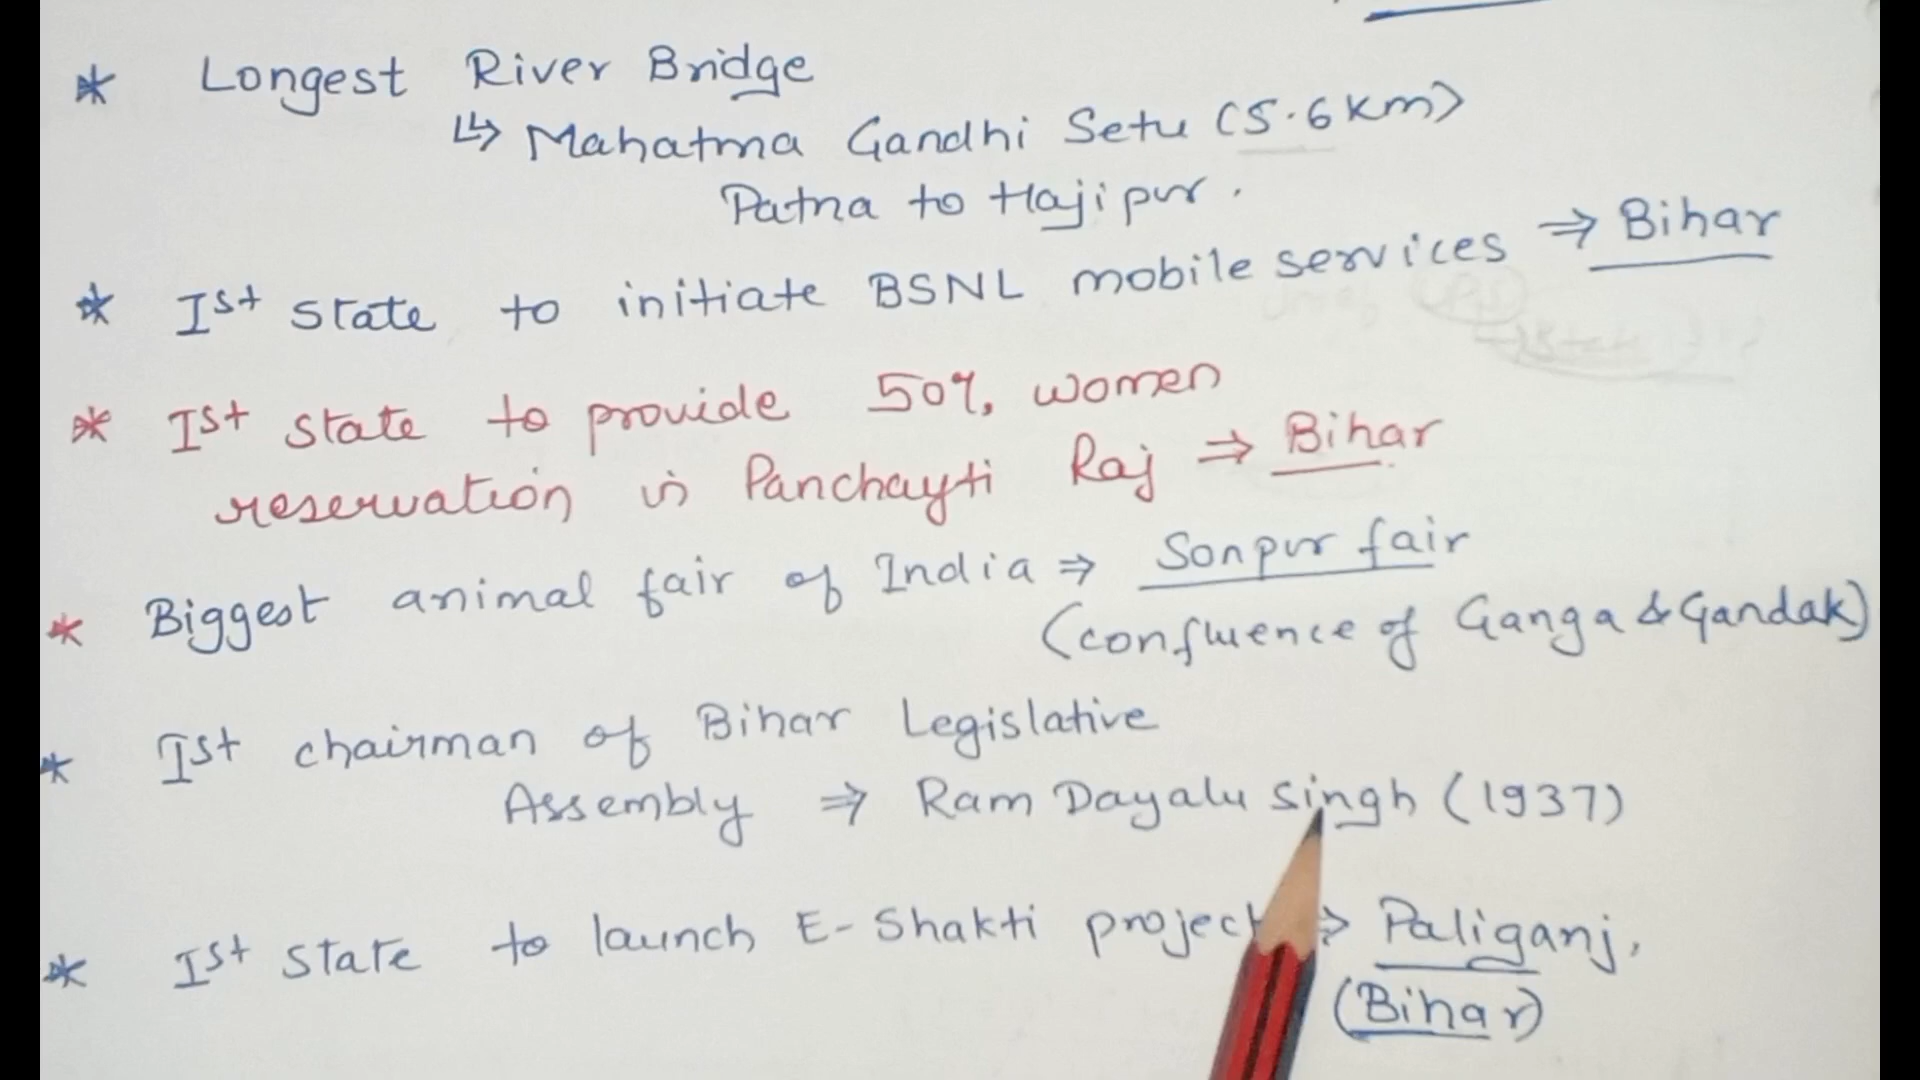 * Longest River Bridge
↳ Mahatma Gandhi Setu (5.6 km)
Patna to Hajipur.
* Ist state to initiate BSNL mobile services ⇒ Bihar
* Ist state to provide 50% women
reservation in Panchayti Raj ⇒ Bihar
* Biggest animal fair of India ⇒ Sonpur fair
(confluence of Ganga & Gandak)
* Ist chairman of Bihar Legislative
Assembly ⇒ Ram Dayalu Singh (1937)
* Ist state to launch E-Shakti project ⇒ Paliganj,
(Bihar)